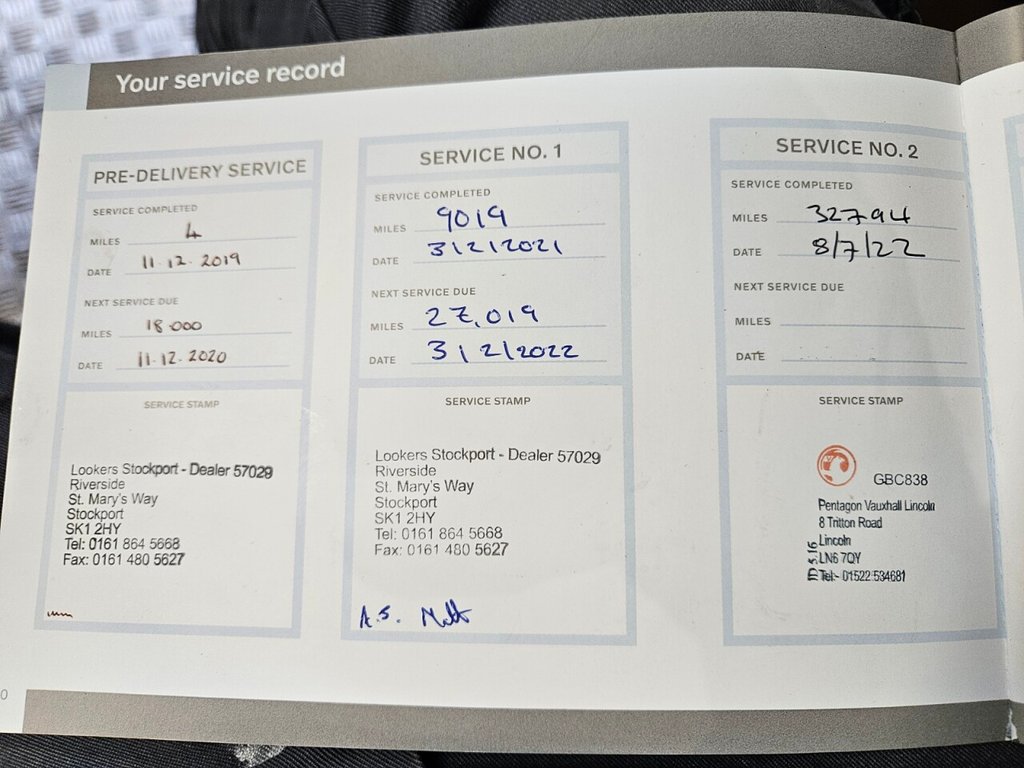 Your service record
PRE-DELIVERY SERVICE
SERVICE COMPLETED
MILES 4
DATE 11.12.2019
NEXT SERVICE DUE
MILES 18.000
DATE 11.12.2020
SERVICE STAMP
Lookers Stockport - Dealer 57029
Riverside
St. Mary's Way
Stockport
SK1 2HY
Tel: 0161 864 5668
Fax: 0161 480 5627
SERVICE NO. 1
SERVICE COMPLETED
MILES 9019
DATE 3/2/2021
NEXT SERVICE DUE
MILES 27,019
DATE 3/2/2022
SERVICE STAMP
Lookers Stockport - Dealer 57029
Riverside
St. Mary's Way
Stockport
SK1 2HY
Tel: 0161 864 5668
Fax: 0161 480 5627
A.S.
SERVICE NO. 2
SERVICE COMPLETED
MILES 32794
DATE 8/7/22
NEXT SERVICE DUE
MILES
DATE
SERVICE STAMP
GBC838
Pentagon Vauxhall Lincoln
8 Tritton Road
Lincoln
LN6 7QY
Tel:- 01522 534681
0